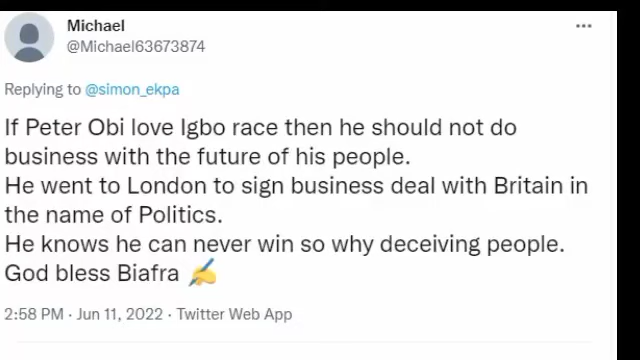 Michael
@Michael63673874
Replying to @simon_ekpa
If Peter Obi love Igbo race then he should not do
business with the future of his people.
He went to London to sign business deal with Britain in
the name of Politics.
He knows he can never win so why deceiving people.
God bless Biafra ✍️
2:58 PM · Jun 11, 2022 · Twitter Web App